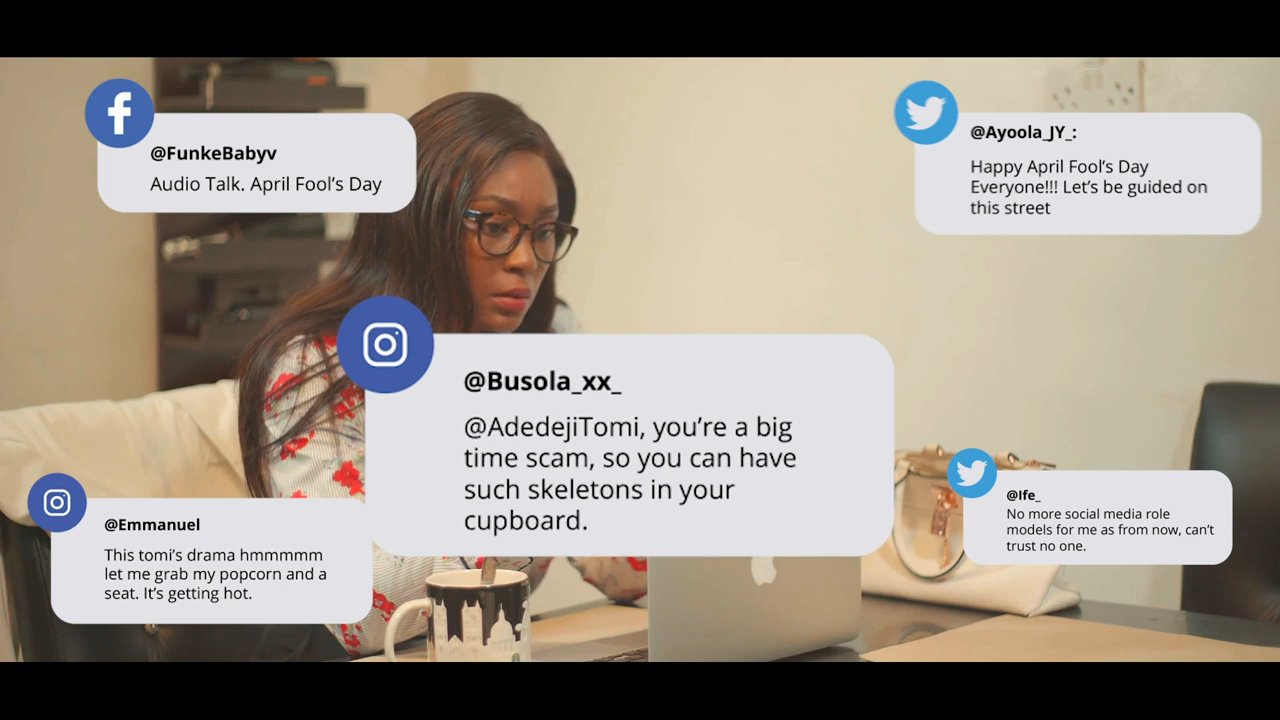 @FunkeBabyv
Audio Talk. April Fool’s Day
@Ayoola_JY_:
Happy April Fool’s Day
Everyone!!! Let’s be guided on
this street
@Busola_xx_
@AdedejiTomi, you’re a big
time scam, so you can have
such skeletons in your
cupboard.
@Emmanuel
This tomi’s drama hmmmmm
let me grab my popcorn and a
seat. It’s getting hot.
@Ife_
No more social media role
models for me as from now, can’t
trust no one.